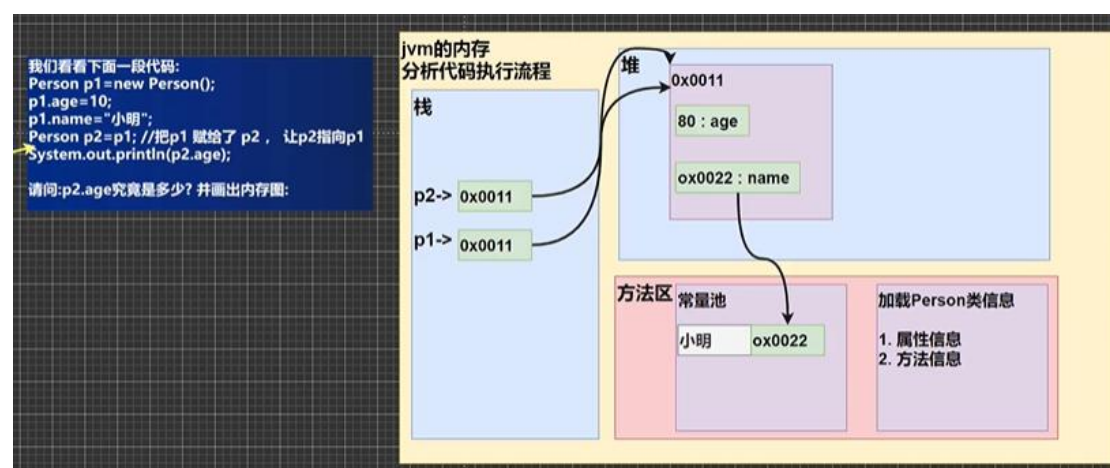 我们看看下面一段代码:
Person p1=new Person();
p1.age=10;
p1.name="小明";
Person p2=p1; //把p1 赋给了 p2 ， 让p2指向p1
System.out.println(p2.age);
请问:p2.age究竟是多少? 并画出内存图:
jvm的内存
分析代码执行流程
栈
p2-> 0x0011
p1-> 0x0011
堆
0x0011
80 : age
ox0022 : name
方法区
常量池
小明 ox0022
加载Person类信息
1. 属性信息
2. 方法信息